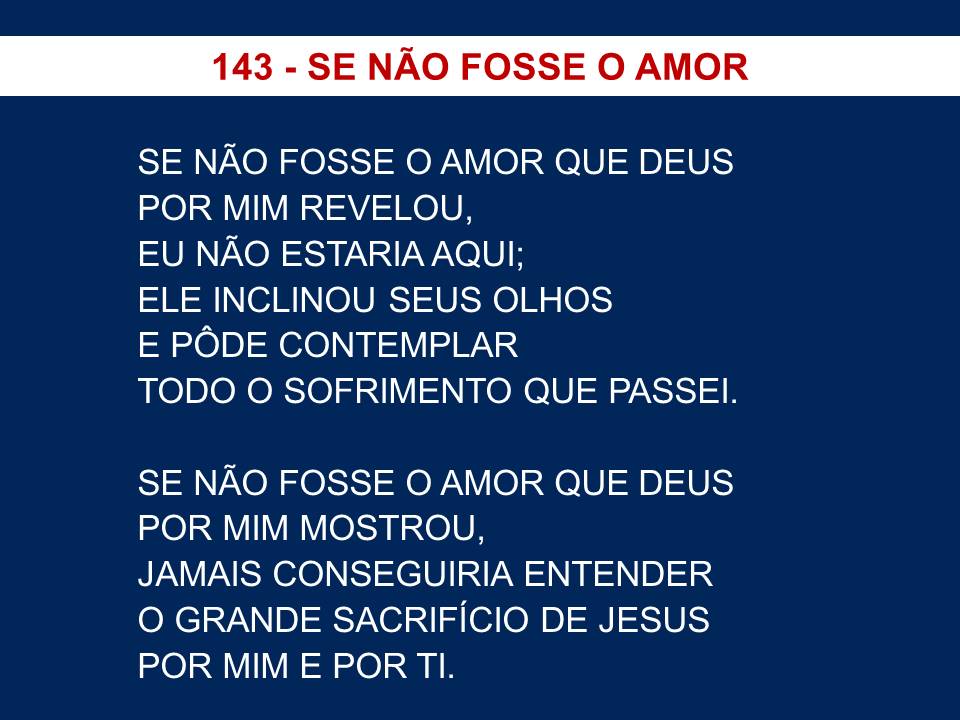 143 - SE NÃO FOSSE O AMOR
SE NÃO FOSSE O AMOR QUE DEUS
POR MIM REVELOU,
EU NÃO ESTARIA AQUI;
ELE INCLINOU SEUS OLHOS
E PÔDE CONTEMPLAR
TODO O SOFRIMENTO QUE PASSEI.
SE NÃO FOSSE O AMOR QUE DEUS
POR MIM MOSTROU,
JAMAIS CONSEGUIRIA ENTENDER
O GRANDE SACRIFÍCIO DE JESUS
POR MIM E POR TI.